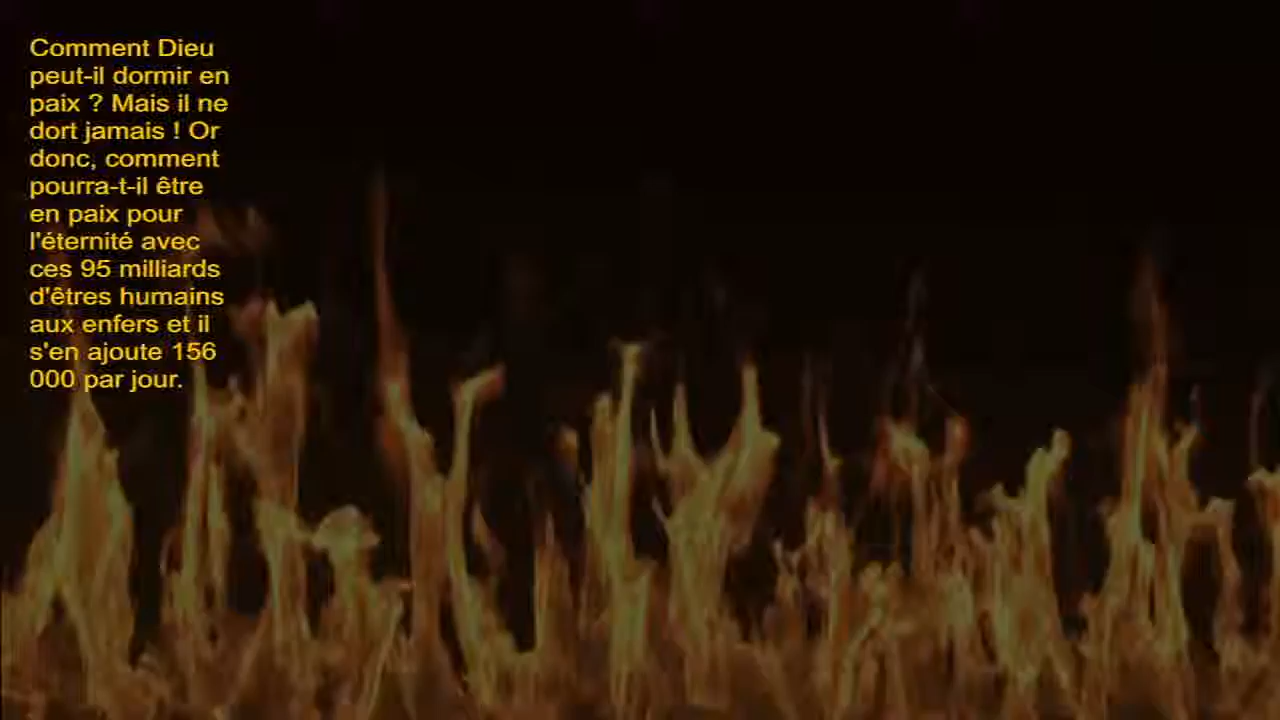 Comment Dieu
peut-il dormir en
paix ? Mais il ne
dort jamais ! Or
donc, comment
pourra-t-il être
en paix pour
l'éternité avec
ces 95 milliards
d'êtres humains
aux enfers et il
s'en ajoute 156
000 par jour.